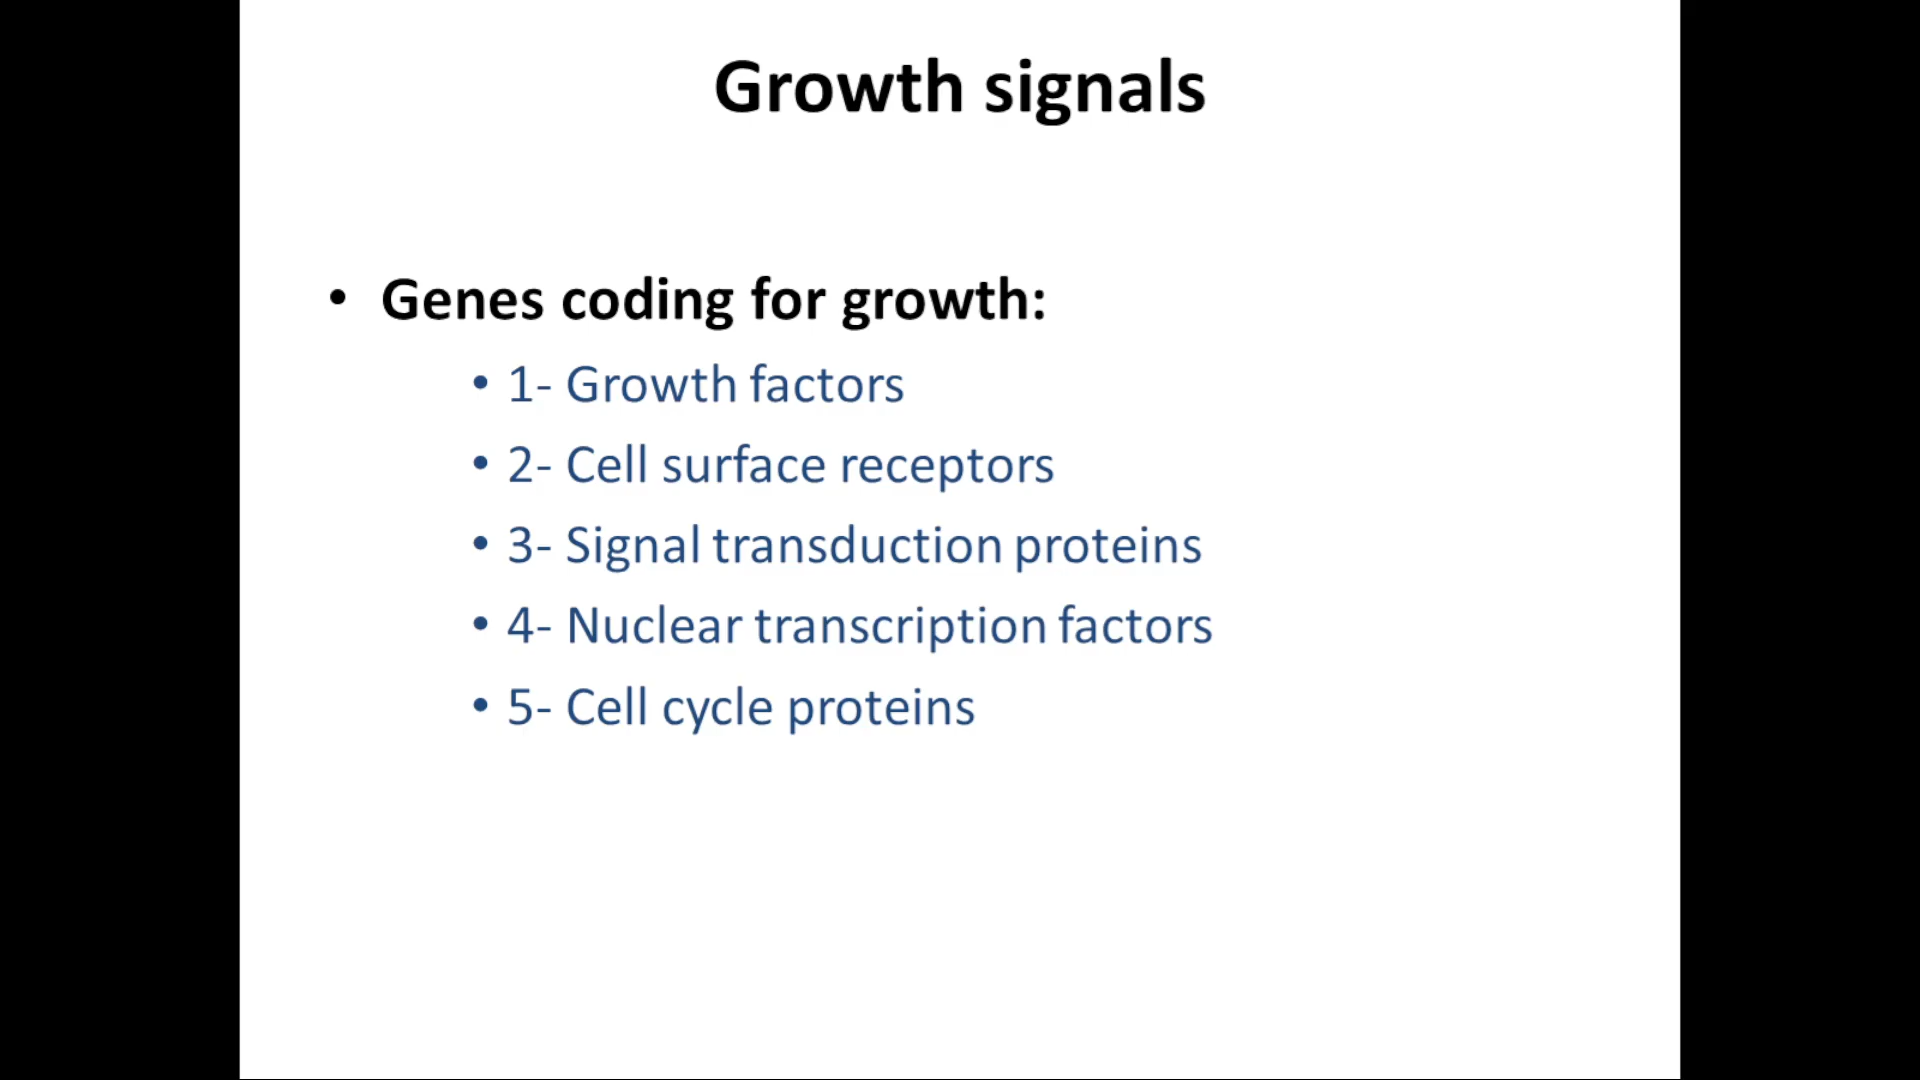 Growth signals
• Genes coding for growth:
• 1- Growth factors
• 2- Cell surface receptors
• 3- Signal transduction proteins
• 4- Nuclear transcription factors
• 5- Cell cycle proteins